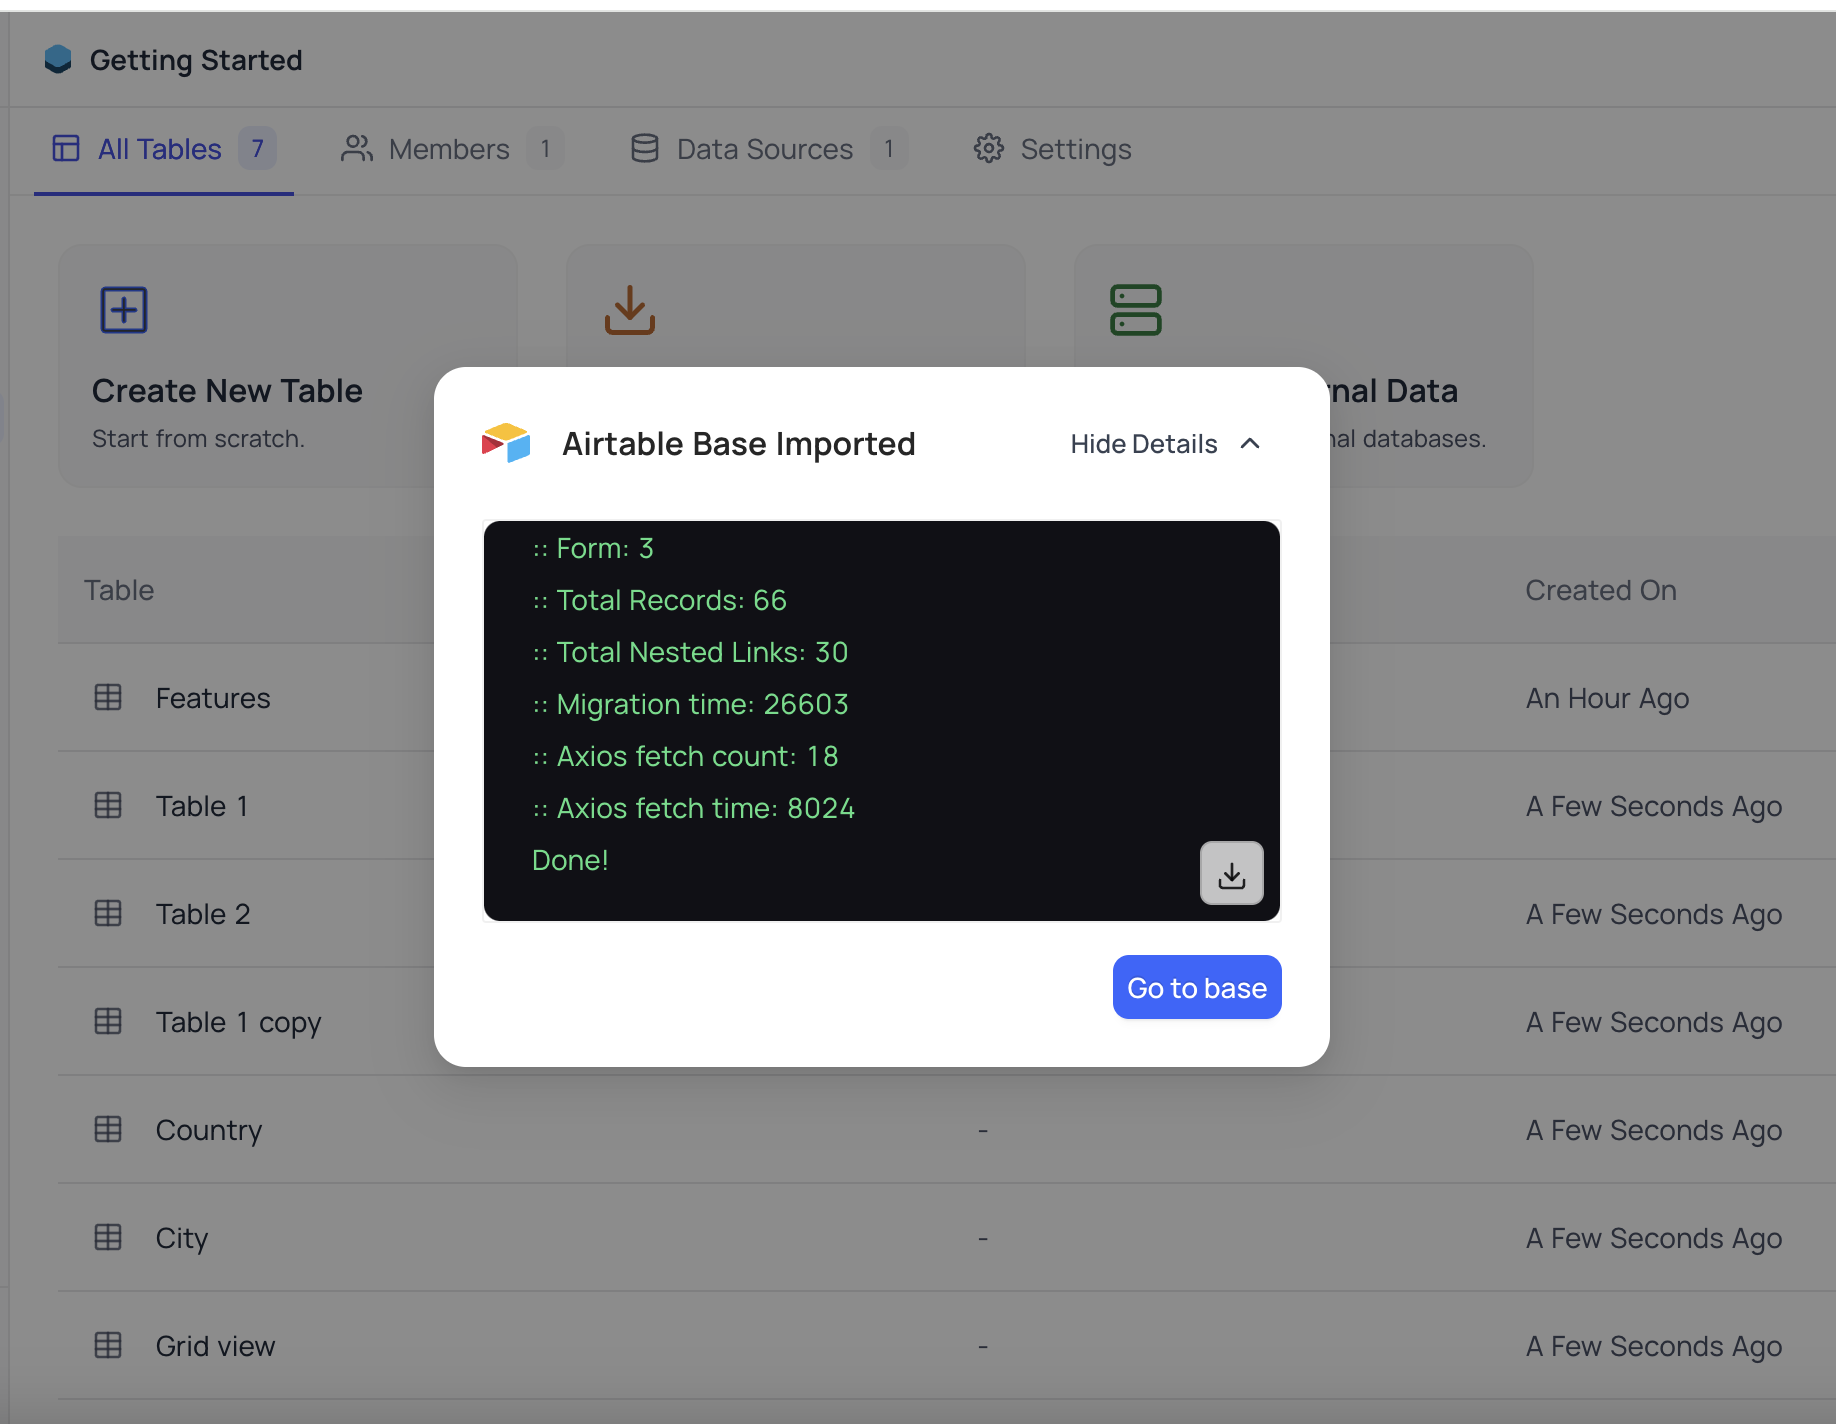 Getting Started
All Tables 7 Members 1 Data Sources 1 Settings
Create New Table
Start from scratch.
Data
databases.
Airtable Base Imported Hide Details
:: Form: 3
:: Total Records: 66
:: Total Nested Links: 30
:: Migration time: 26603
:: Axios fetch count: 18
:: Axios fetch time: 8024
Done!
Go to base
Table Created On
Features An Hour Ago
Table 1 A Few Seconds Ago
Table 2 A Few Seconds Ago
Table 1 copy A Few Seconds Ago
Country - A Few Seconds Ago
City - A Few Seconds Ago
Grid view - A Few Seconds Ago